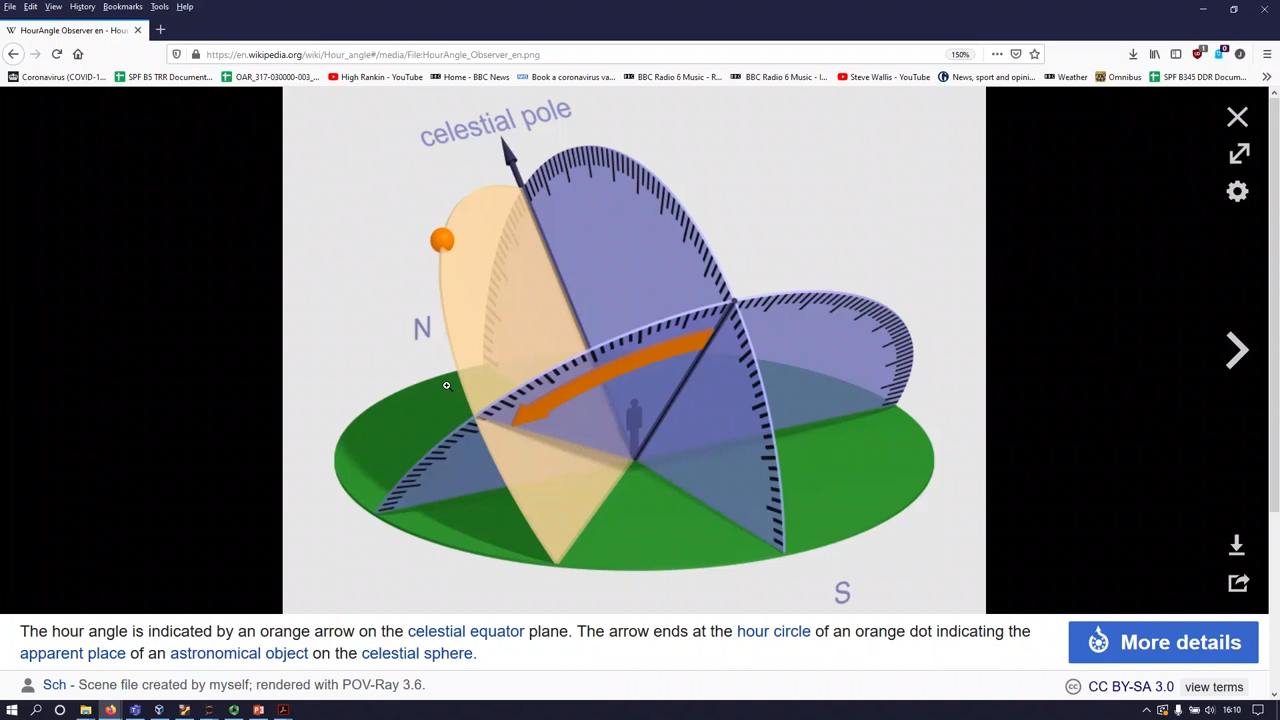 File Edit View History Bookmarks Tools Help
HourAngle Observer en - Hou
https://en.wikipedia.org/wiki/Hour_angle#/media/File:HourAngle_Observer_en.png 150%
Coronavirus (COVID-1... SPF B5 TRR Document... OAR_317-030000-003_... High Rankin - YouTube Home - BBC News Book a coronavirus va... BBC Radio 6 Music - R... BBC Radio 6 Music - I... Steve Wallis - YouTube News, sport and opini... Weather Omnibus SPF B345 DDR Docum...
celestial pole
N
S
The hour angle is indicated by an orange arrow on the celestial equator plane. The arrow ends at the hour circle of an orange dot indicating the
apparent place of an astronomical object on the celestial sphere.
More details
Sch - Scene file created by myself; rendered with POV-Ray 3.6.
CC BY-SA 3.0 view terms
16:10